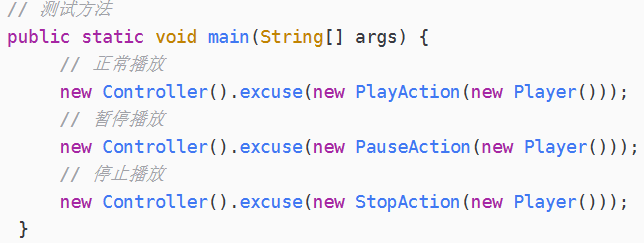 // 测试方法
public static void main(String[] args) {
// 正常播放
new Controller().excuse(new PlayAction(new Player()));
// 暂停播放
new Controller().excuse(new PauseAction(new Player()));
// 停止播放
new Controller().excuse(new StopAction(new Player()));
}